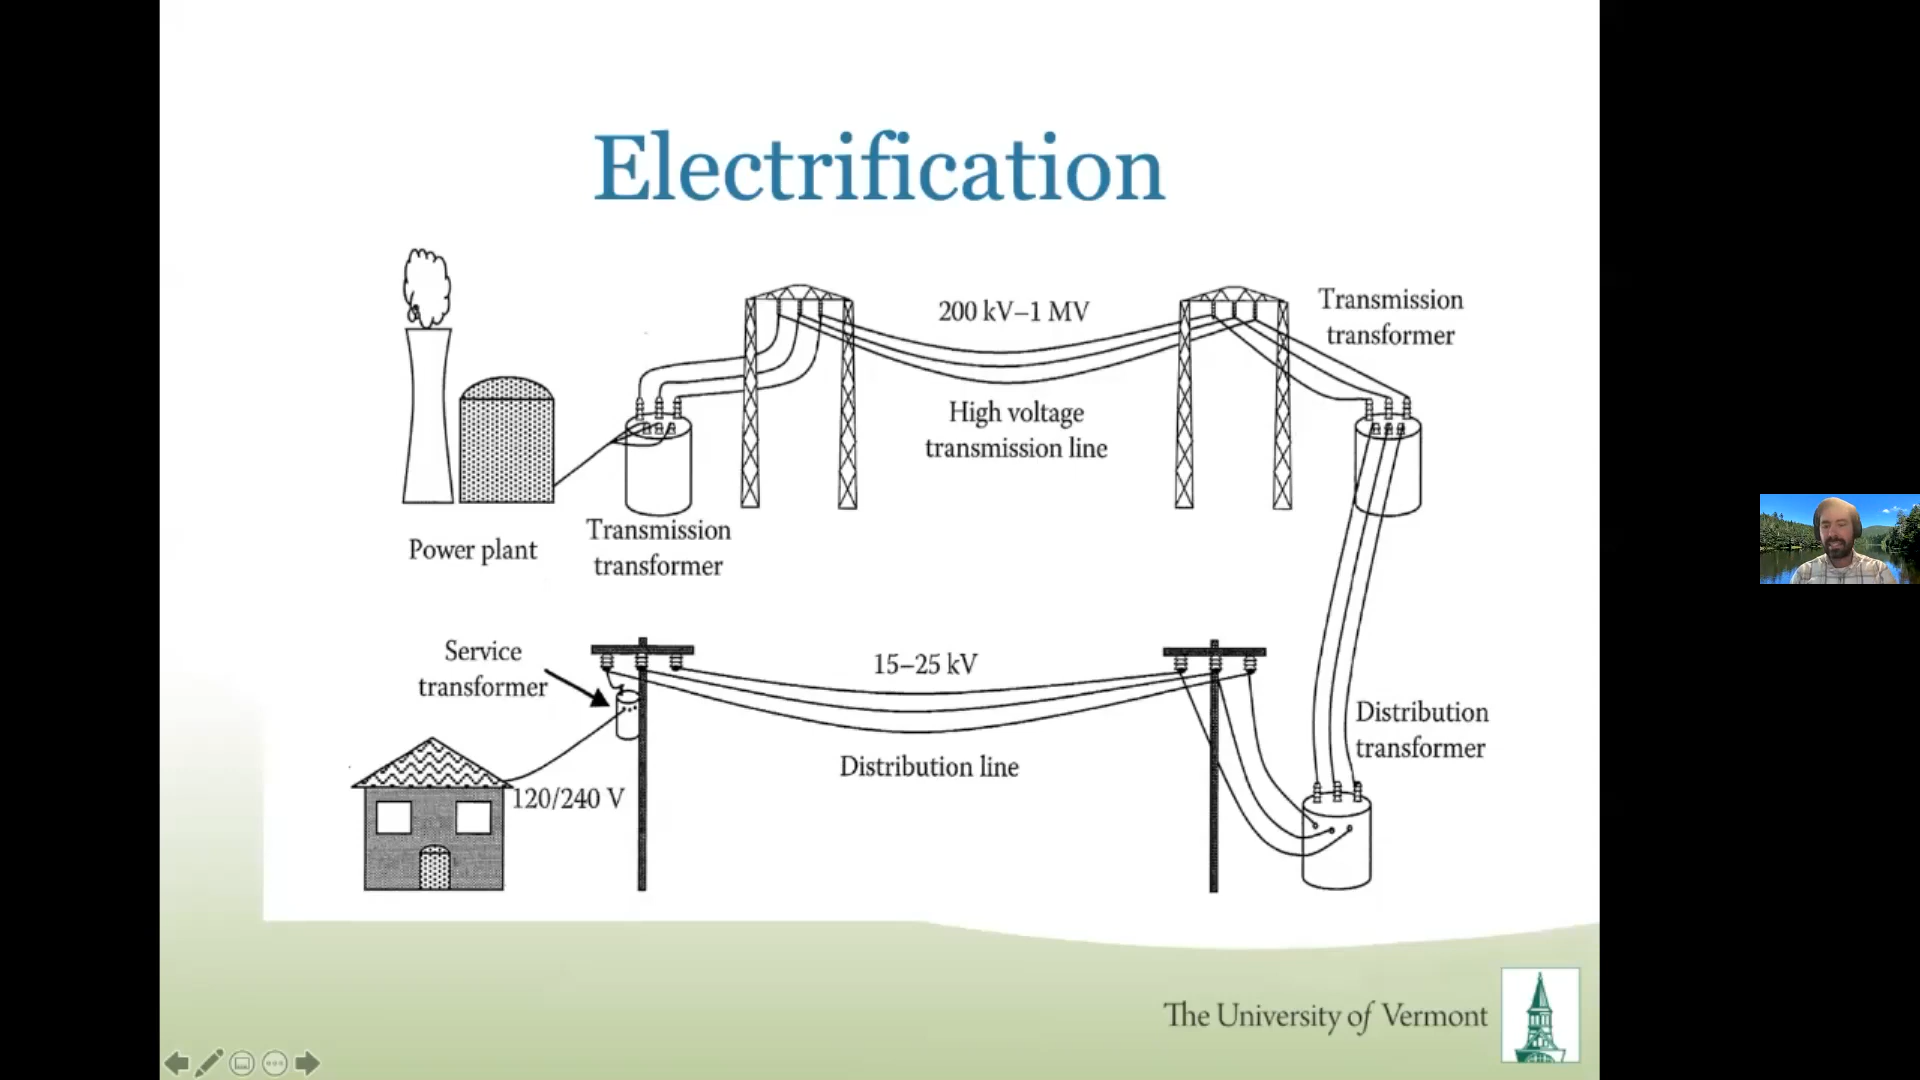 Electrification
200 kV–1 MV
Transmission
transformer
High voltage
transmission line
Power plant
Transmission
transformer
Service
transformer
15–25 kV
Distribution
transformer
Distribution line
120/240 V
The University of Vermont